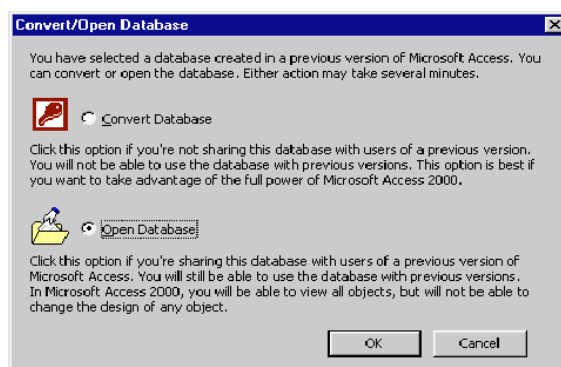 Convert/Open Database
You have selected a database created in a previous version of Microsoft Access. You
can convert or open the database. Either action may take several minutes.
Convert Database
Click this option if you're not sharing this database with users of a previous version.
You will not be able to use the database with previous versions. This option is best if
you want to take advantage of the full power of Microsoft Access 2000.
Open Database
Click this option if you're sharing this database with users of a previous version of
Microsoft Access. You will still be able to use the database with previous versions.
In Microsoft Access 2000, you will be able to view all objects, but will not be able to
change the design of any object.
OK Cancel